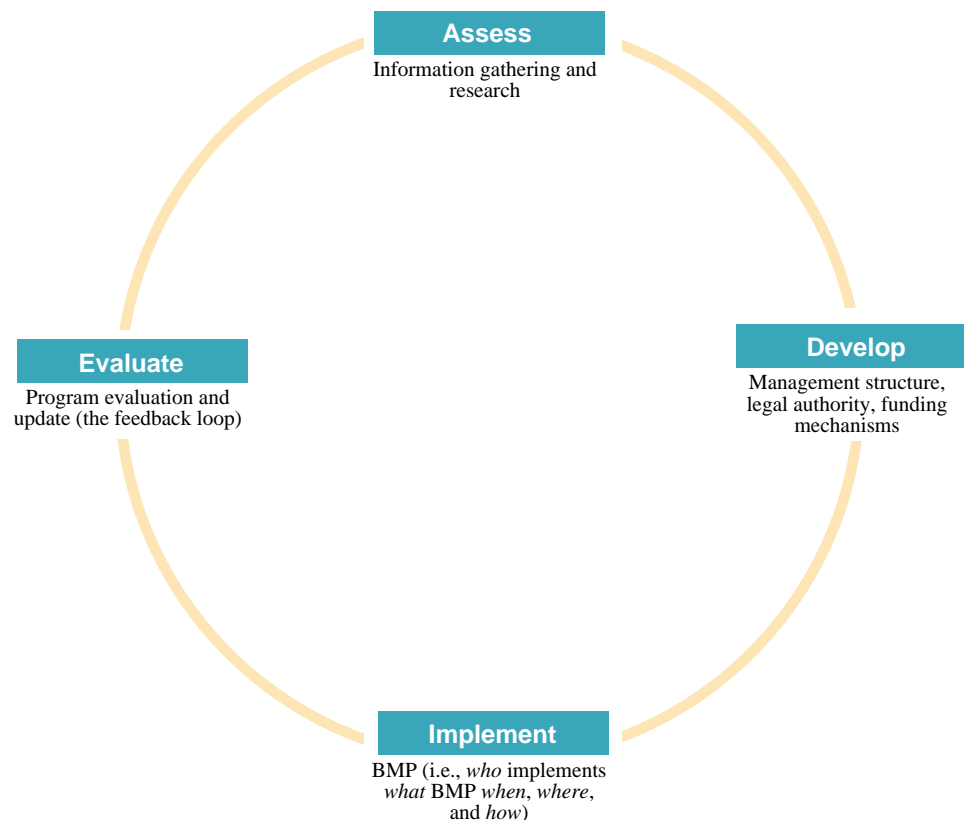 Assess
Information gathering and
research
Develop
Management structure,
legal authority, funding
mechanisms
Implement
BMP (i.e., who implements
what BMP when, where,
and how)
Evaluate
Program evaluation and
update (the feedback loop)